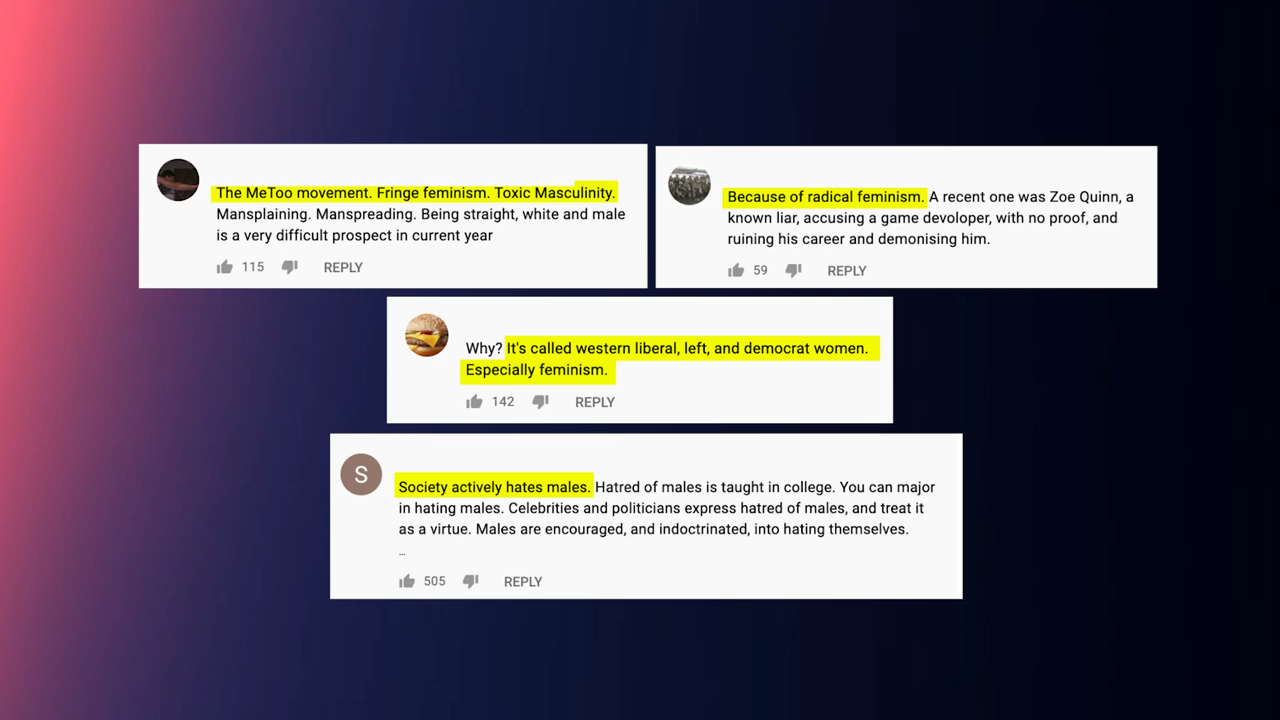 The MeToo movement. Fringe feminism. Toxic Masculinity.
Mansplaining. Manspreading. Being straight, white and male
is a very difficult prospect in current year
115 REPLY
Because of radical feminism. A recent one was Zoe Quinn, a
known liar, accusing a game devoloper, with no proof, and
ruining his career and demonising him.
59 REPLY
Why? It's called western liberal, left, and democrat women.
Especially feminism.
142 REPLY
S
Society actively hates males. Hatred of males is taught in college. You can major
in hating males. Celebrities and politicians express hatred of males, and treat it
as a virtue. Males are encouraged, and indoctrinated, into hating themselves.
...
505 REPLY